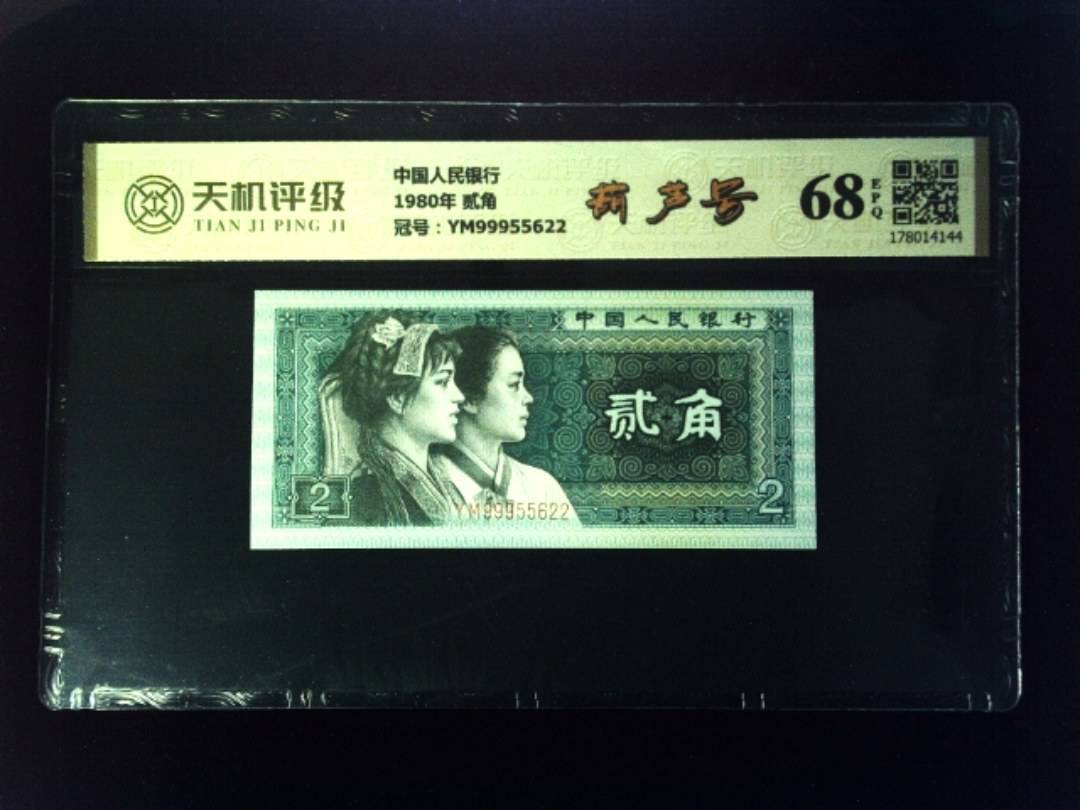 天机评级
TIAN JI PING JI
中国人民银行
1980年 贰角
冠号：YM99955622
葫芦号
68
EPQ
178014144
中国人民银行
贰角
2
YM99955622
2